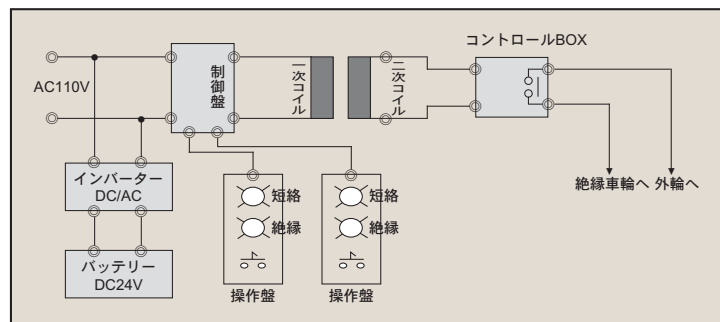 コントロールBOX
AC110V
制御盤
一次コイル
二次コイル
インバーター
DC/AC
バッテリー
DC24V
短絡
絶縁
操作盤
短絡
絶縁
操作盤
絶縁車輪へ
外輪へ